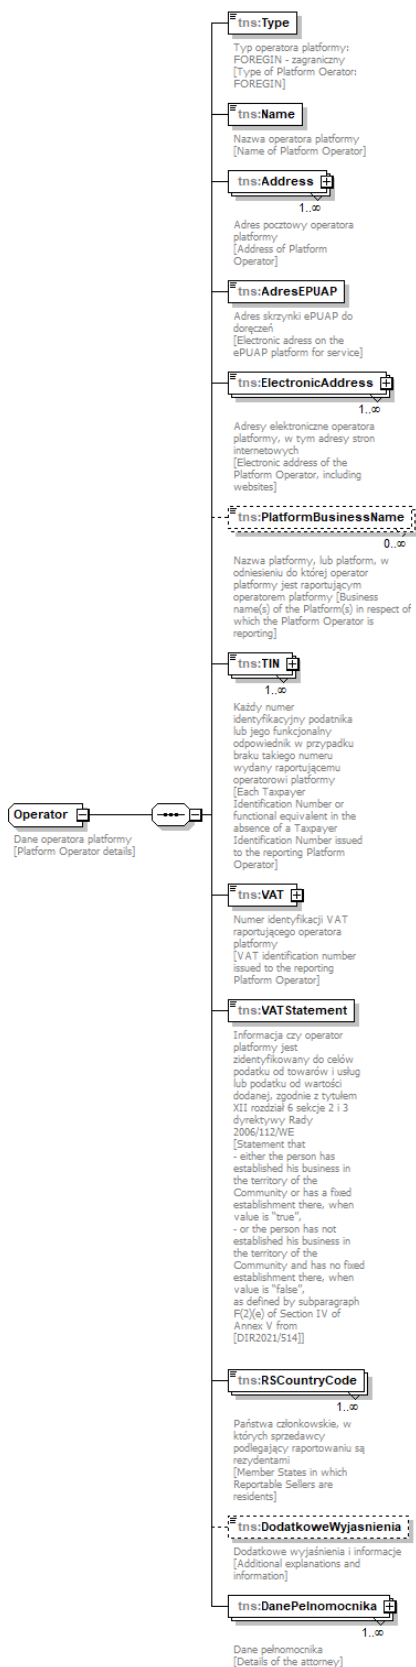 tns:Type
Typ operatora platformy:
FOREGIN - zagraniczny
[Type of Platform Oerator:
FOREGIN]
tns:Name
Nazwa operatora platformy
[Name of Platform Operator]
tns:Address
1..∞
Adres pocztowy operatora
platformy
[Address of Platform
Operator]
tns:AdresEPUAP
Adres skrzynki ePUAP do
doręczeń
[Electronic adress on the
ePUAP platform for service]
tns:ElectronicAddress
1..∞
Adresy elektroniczne operatora
platformy, w tym adresy stron
internetowych
[Electronic address of the
Platform Operator, including
websites]
tns:PlatformBusinessName
0..∞
Nazwa platformy, lub platform, w
odniesieniu do której operator
platformy jest raportującym
operatorem platformy [Business
name(s) of the Platform(s) in respect of
which the Platform Operator is
reporting]
tns:TIN
1..∞
Każdy numer
identyfikacyjny podatnika
lub jego funkcjonalny
odpowiednik w przypadku
braku takiego numeru
wydany raportującemu
operatorowi platformy
[Each Taxpayer
Identification Number or
functional equivalent in the
absence of a Taxpayer
Identification Number issued
to the reporting Platform
Operator]
Operator
Dane operatora platformy
[Platform Operator details]
tns:VAT
Numer identyfikacji VAT
raportującego operatora
platformy
[VAT identification number
issued to the reporting
Platform Operator]
tns:VATStatement
Informacja czy operator
platformy jest
zidentyfikowany do celów
podatku od towarów i usług
lub podatku od wartości
dodanej, zgodnie z tytułem
XII rozdział 6 sekcje 2 i 3
dyrektywy Rady
2006/112/WE
[Statement that
- either the person has
established his business in
the territory of the
Community or has a fixed
establishment there, when
value is "true",
- or the person has not
established his business in
the territory of the
Community and has no fixed
establishment there, when
value is "false",
as defined by subparagraph
F(2)(e) of Section IV of
Annex V from
[DIR2021/514]]
tns:RSCountryCode
1..∞
Państwa członkowskie, w
których sprzedawcy
podlegający raportowaniu są
rezydentami
[Member States in which
Reportable Sellers are
residents]
tns:DodatkoweWyjasnienia
Dodatkowe wyjaśnienia i informacje
[Additional explanations and
information]
tns:DanePelnomocnika
1..∞
Dane pełnomocnika
[Details of the attorney]